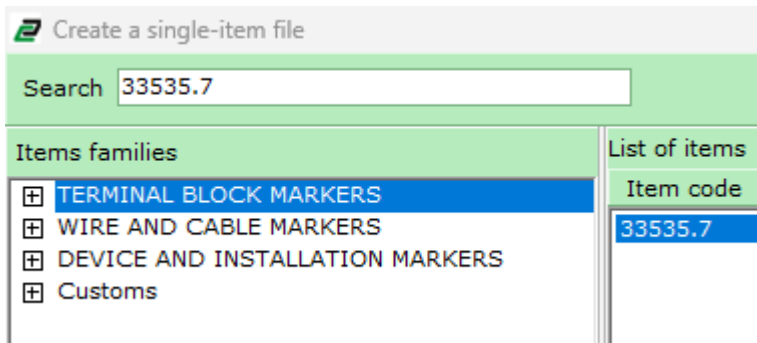 Create a single-item file
Search 33535.7
Items families
List of items
TERMINAL BLOCK MARKERS
WIRE AND CABLE MARKERS
DEVICE AND INSTALLATION MARKERS
Customs
Item code
33535.7